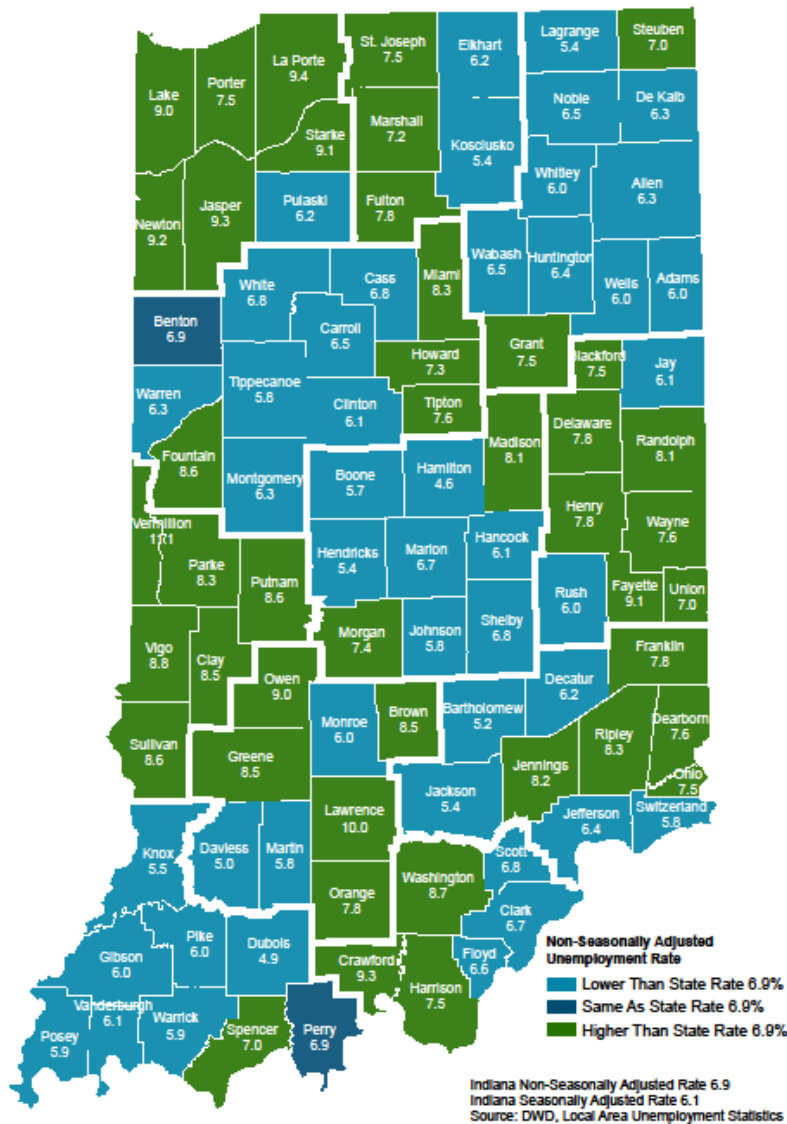 St. Joseph
7.5
Elkhart
6.2
Lagrange
5.4
Steuben
7.0
La Porte
9.4
Porter
7.5
Lake
9.0
Noble
6.5
De Kalb
6.3
Marshall
7.2
Starke
9.1
Kosciusko
5.4
Whitley
6.0
Allen
6.3
Pulaski
6.2
Fulton
7.8
Jasper
9.3
Newton
9.2
Wabash
6.5
Huntington
6.4
Miami
8.3
Cass
6.8
White
6.8
Wells
6.0
Adams
6.0
Benton
6.9
Carroll
6.5
Grant
7.5
Howard
7.3
Blackford
7.5
Jay
6.1
Warren
6.3
Tippecanoe
5.8
Clinton
6.1
Tipton
7.6
Madison
8.1
Delaware
7.8
Randolph
8.1
Fountain
8.6
Montgomery
6.3
Boone
5.7
Hamilton
4.6
Henry
7.8
Wayne
7.6
Vermillion
11.1
Parke
8.3
Putnam
8.6
Hendricks
5.4
Marion
6.7
Hancock
6.1
Rush
6.0
Fayette
9.1
Union
7.0
Shelby
6.8
Morgan
7.4
Johnson
5.8
Vigo
8.8
Clay
8.5
Franklin
7.8
Owen
9.0
Decatur
6.2
Monroe
6.0
Brown
8.5
Bartholomew
5.2
Dearborn
7.6
Ripley
8.3
Sullivan
8.6
Greene
8.5
Jennings
8.2
Ohio
7.5
Jackson
5.4
Lawrence
10.0
Jefferson
6.4
Switzerland
5.8
Knox
5.5
Daviess
5.0
Martin
5.8
Scott
6.8
Washington
8.7
Orange
7.8
Clark
6.7
Pike
6.0
Dubois
4.9
Gibson
6.0
Crawford
9.3
Floyd
6.6
Harrison
7.5
Vanderburgh
6.1
Warrick
5.9
Posey
5.9
Spencer
7.0
Perry
6.9
Non-Seasonally Adjusted
Unemployment Rate
Lower Than State Rate 6.9%
Same As State Rate 6.9%
Higher Than State Rate 6.9%
Indiana Non-Seasonally Adjusted Rate 6.9
Indiana Seasonally Adjusted Rate 6.1
Source: DWD, Local Area Unemployment Statistics